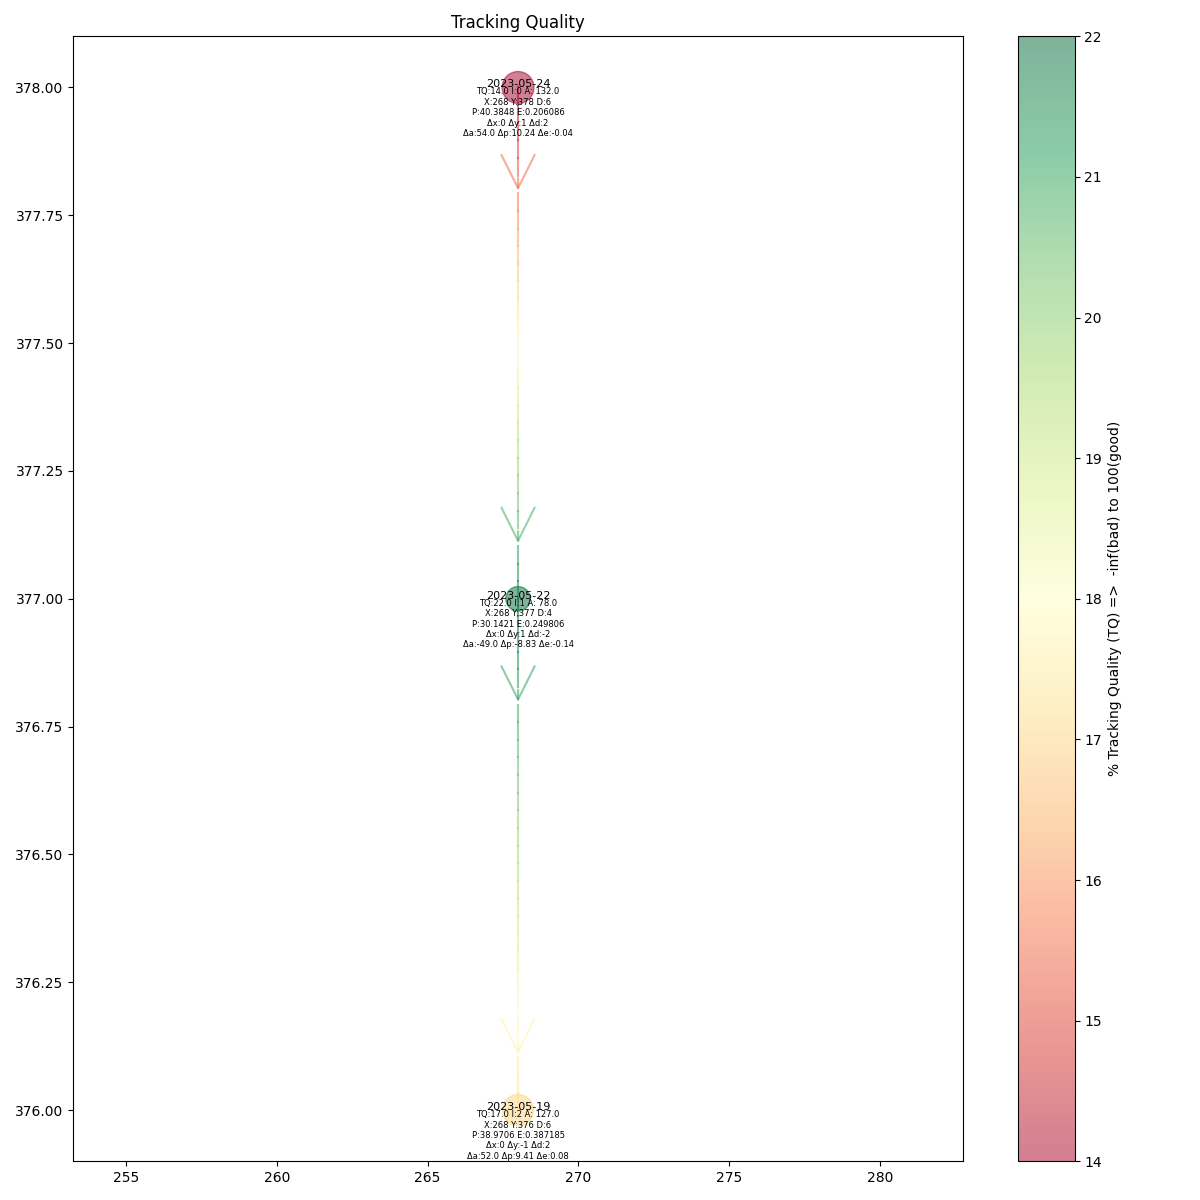 Tracking Quality
378.00
377.75
377.50
377.25
377.00
376.75
376.50
376.25
376.00
255
260
265
270
275
280
2023-05-24
TQ:14.0 I:0 A: 132.0
X:268 Y:378 D:6
P:40.3848 E:0.206086
Δx:0 Δy:1 Δd:2
Δa:54.0 Δp:10.24 Δe:-0.04
2023-05-22
TQ:22.0 I:1 A: 78.0
X:268 Y:377 D:4
P:30.1421 E:0.249806
Δx:0 Δy:1 Δd:-2
Δa:-49.0 Δp:-8.83 Δe:-0.14
2023-05-19
TQ:17.0 I:2 A: 127.0
X:268 Y:376 D:6
P:38.9706 E:0.387185
Δx:0 Δy:-1 Δd:2
Δa:52.0 Δp:9.41 Δe:0.08
22
21
20
19
18
17
16
15
14
% Tracking Quality (TQ) => -inf(bad) to 100(good)